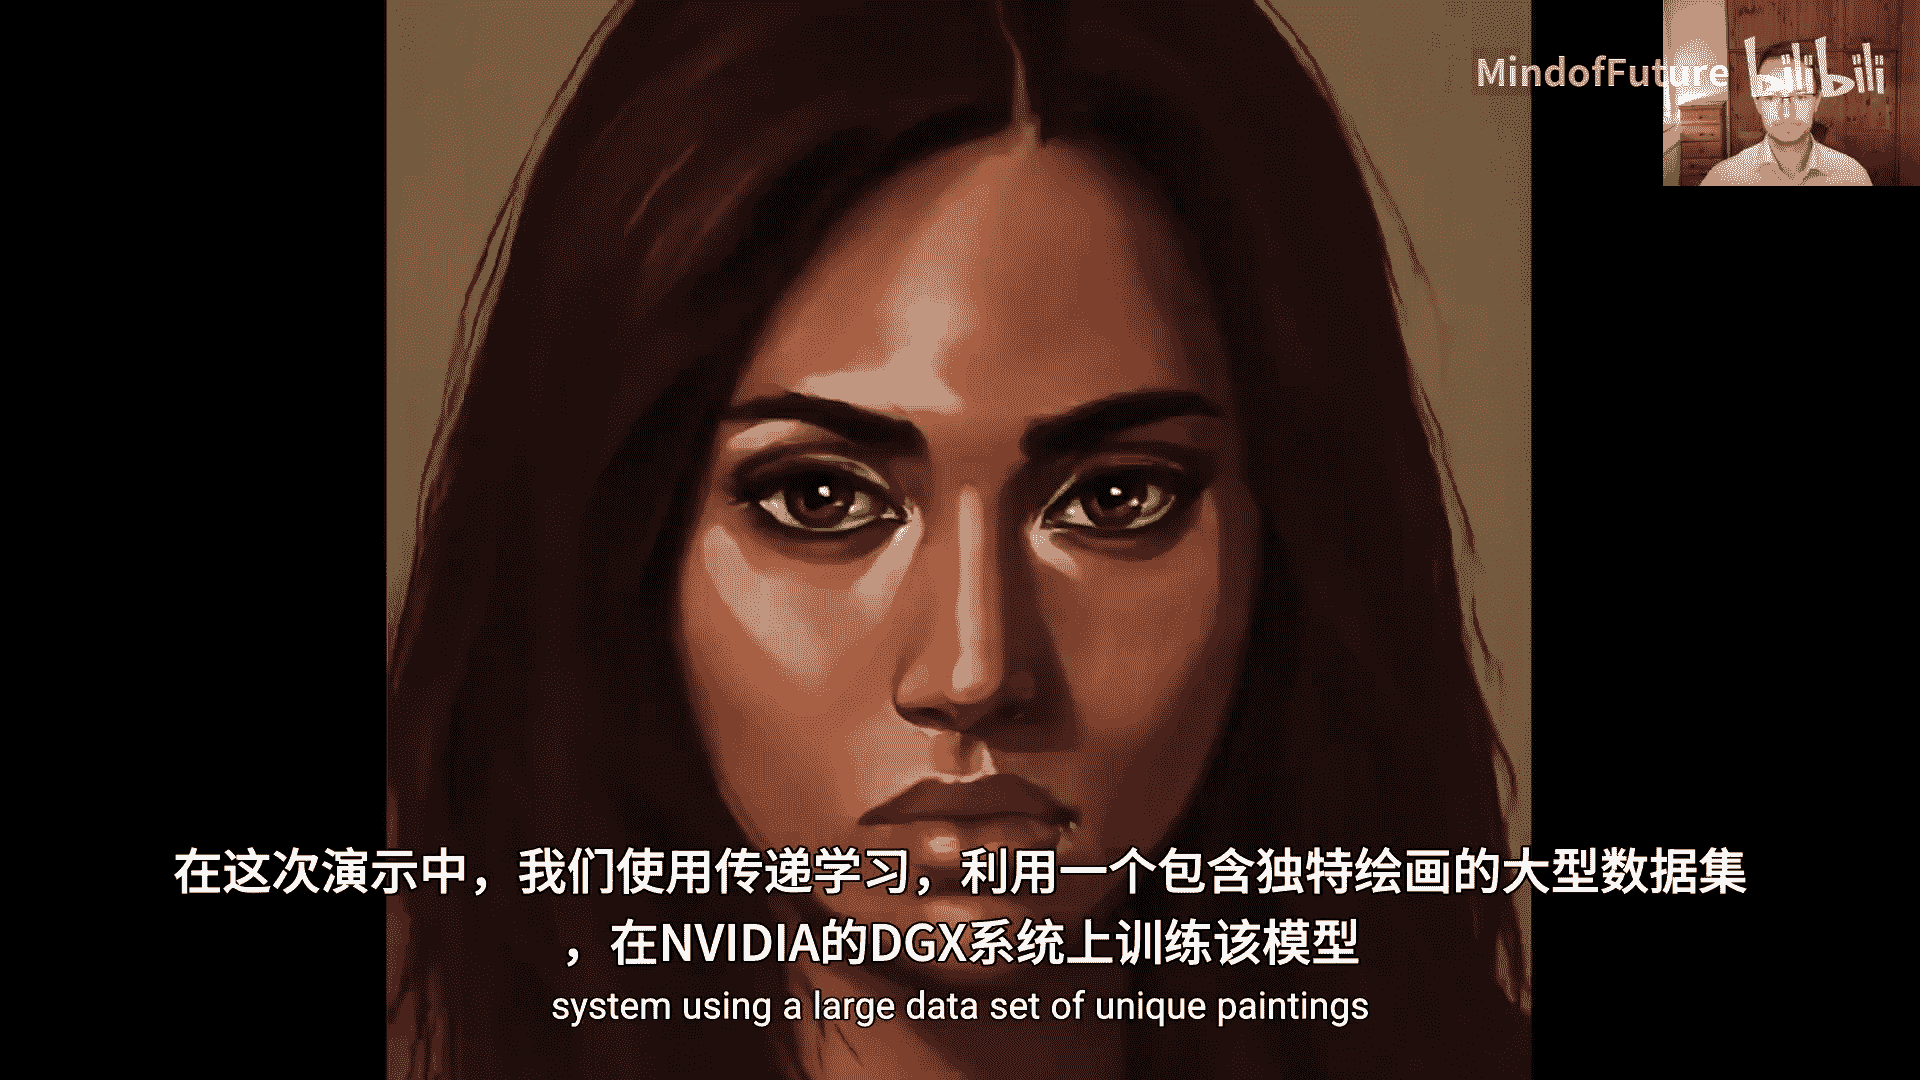 MindofFuture bilibili
在这次演示中，我们使用传递学习，利用一个包含独特绘画的大型数据集
，在NVIDIA的DGX系统上训练该模型
system using a large data set of unique paintings